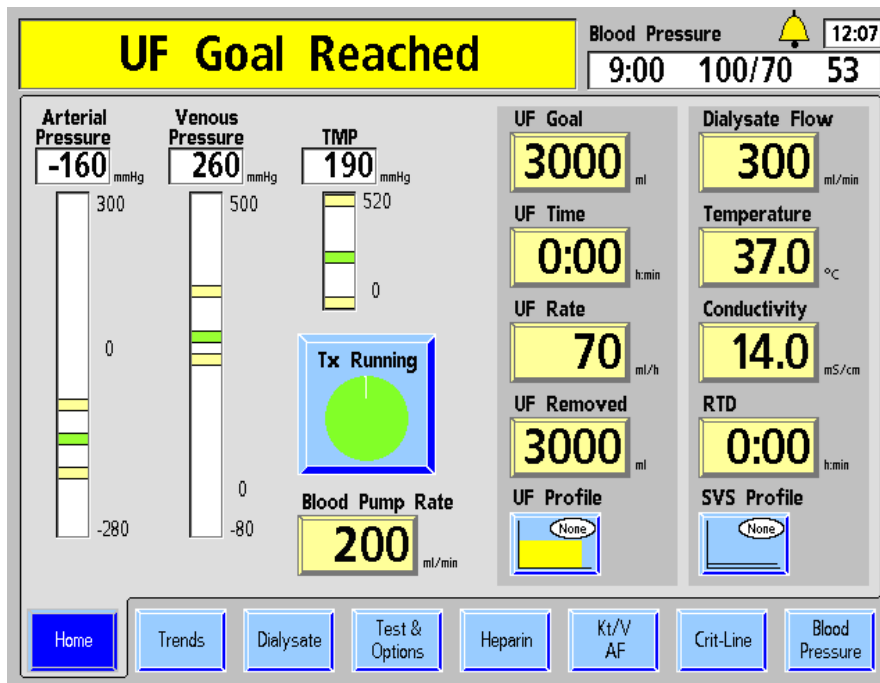 UF Goal Reached
Blood Pressure
12:07
9:00 100/70 53
Arterial
Pressure
-160 mmHg
300
0
-280
Venous
Pressure
260 mmHg
500
0
-80
TMP
190 mmHg
520
0
Tx Running
Blood Pump Rate
200 ml/min
UF Goal
3000 ml
UF Time
0:00 h:min
UF Rate
70 ml/h
UF Removed
3000 ml
UF Profile
None
Dialysate Flow
300 ml/min
Temperature
37.0 °C
Conductivity
14.0 mS/cm
RTD
0:00 h:min
SVS Profile
None
Home
Trends
Dialysate
Test &
Options
Heparin
Kt/V
AF
Crit-Line
Blood
Pressure